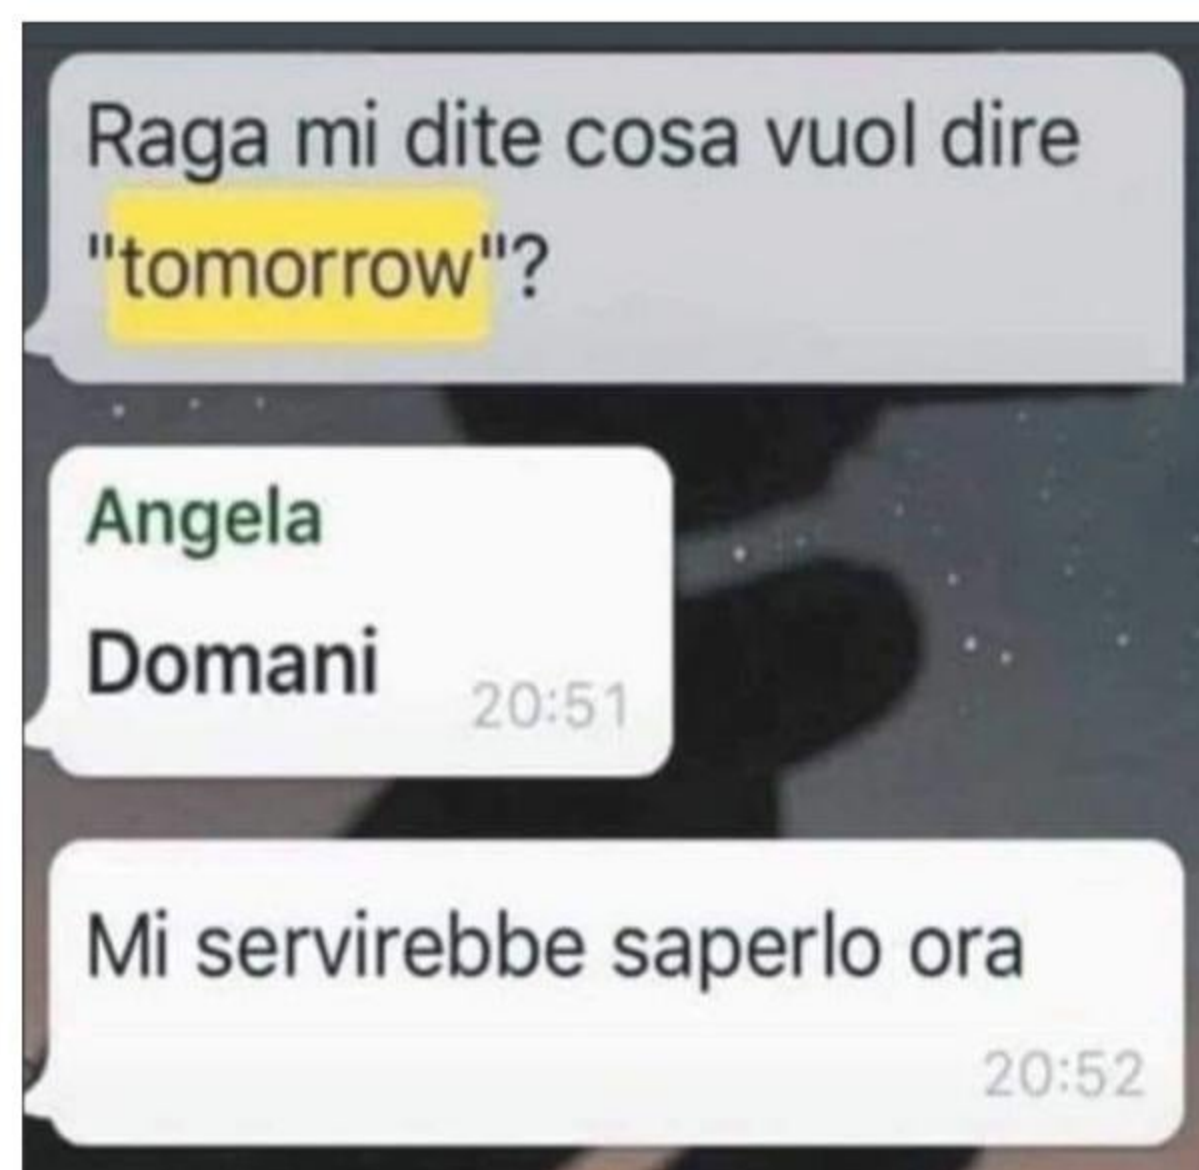 Raga mi dite cosa vuol dire
"tomorrow"?
Angela
Domani
20:51
Mi servirebbe saperlo ora
20:52